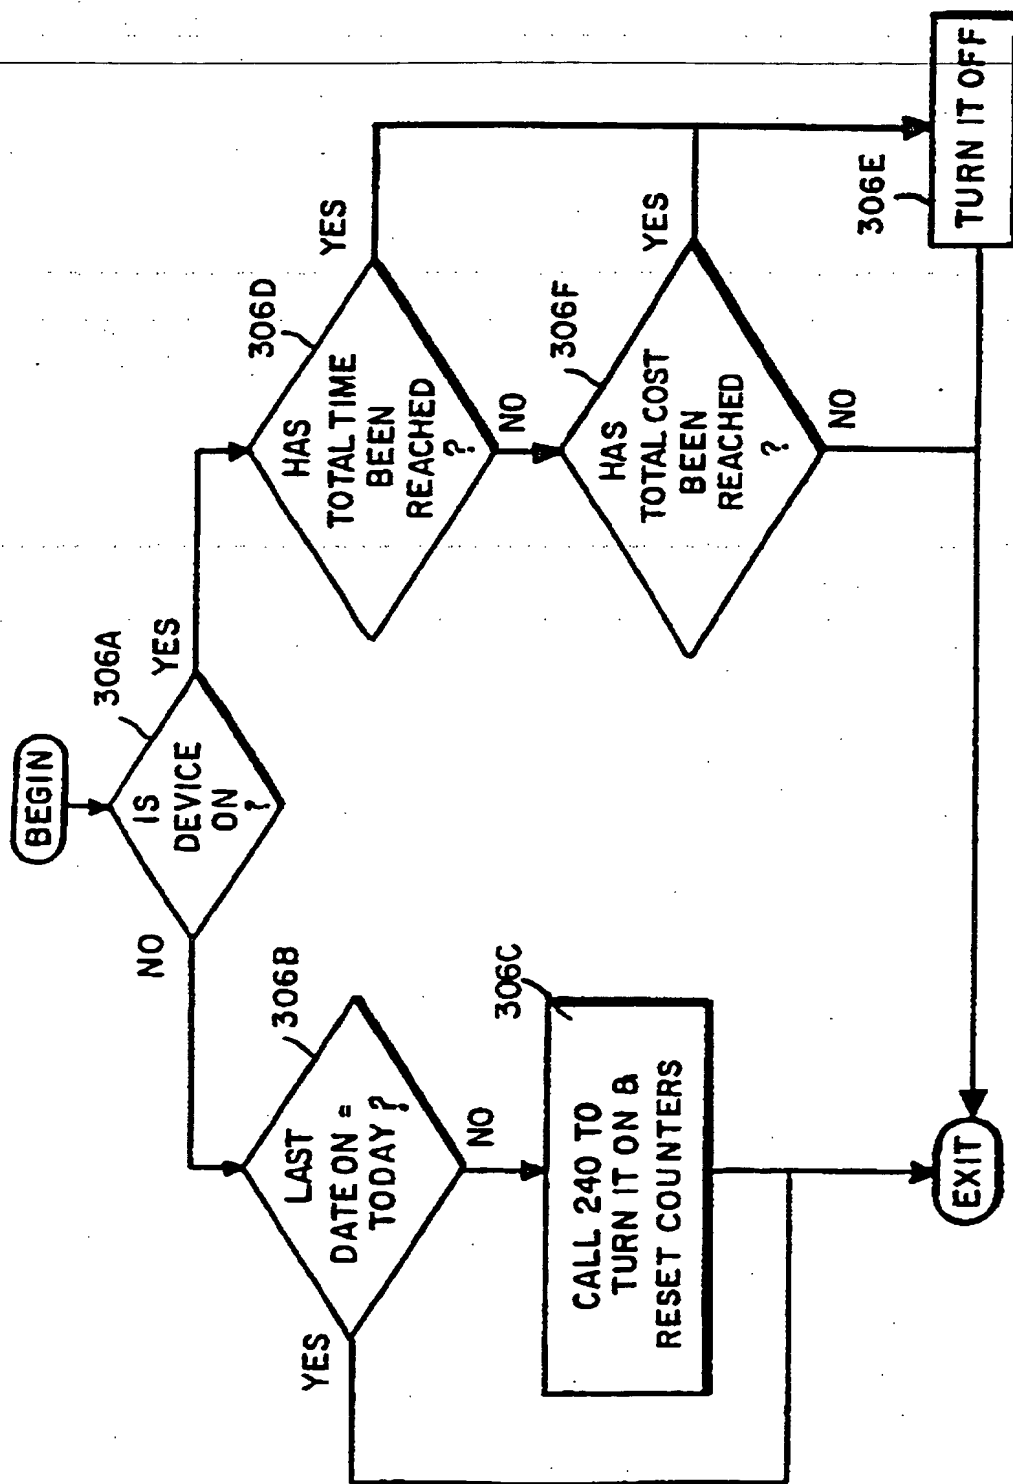 BEGIN
306A
IS
DEVICE
ON
?
NO
YES
306B
LAST
DATE ON =
TODAY ?
YES
NO
306C
CALL 240 TO
TURN IT ON &
RESET COUNTERS
306D
HAS
TOTAL TIME
BEEN
REACHED
?
YES
NO
306F
HAS
TOTAL COST
BEEN
REACHED
?
YES
NO
306E
TURN IT OFF
EXIT